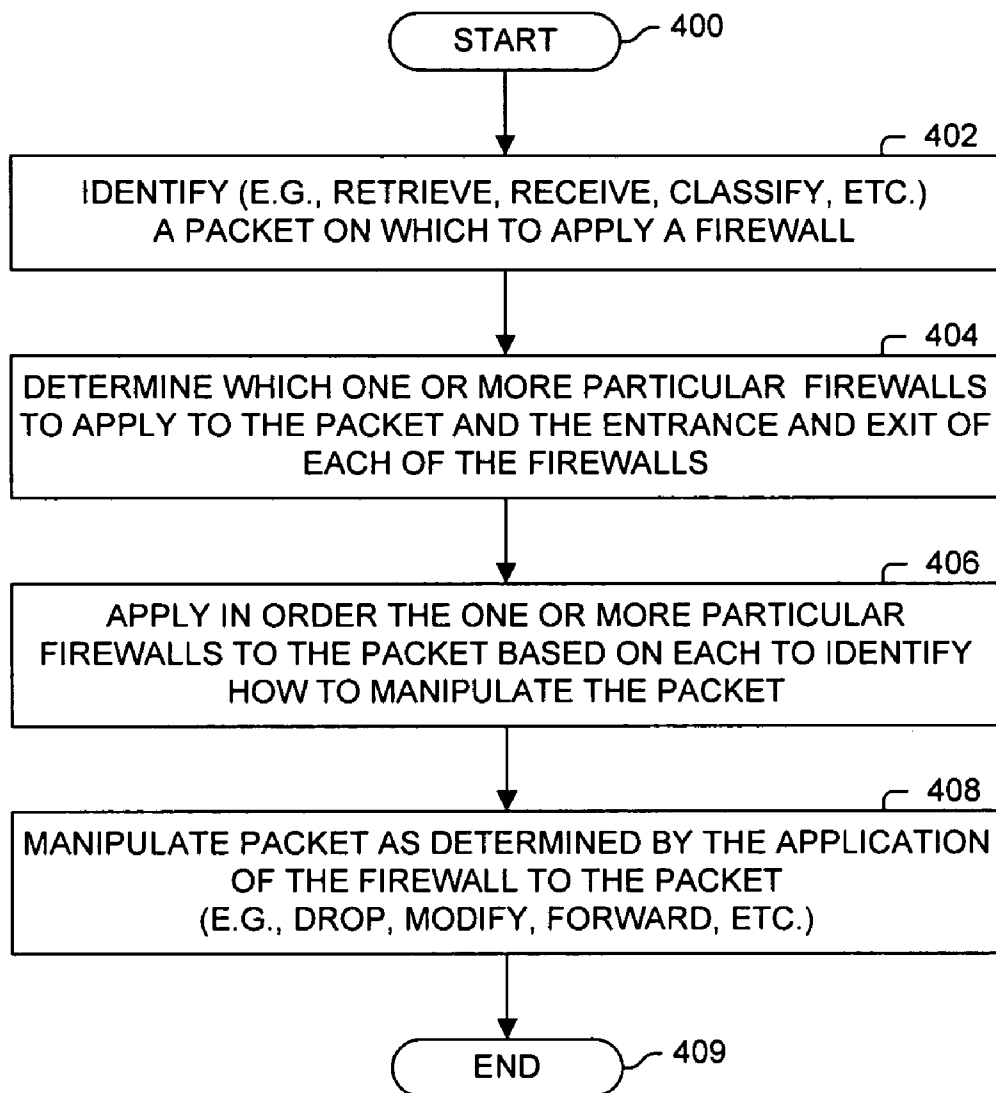 START
400
402
IDENTIFY (E.G., RETRIEVE, RECEIVE, CLASSIFY, ETC.)
A PACKET ON WHICH TO APPLY A FIREWALL
404
DETERMINE WHICH ONE OR MORE PARTICULAR FIREWALLS
TO APPLY TO THE PACKET AND THE ENTRANCE AND EXIT OF
EACH OF THE FIREWALLS
406
APPLY IN ORDER THE ONE OR MORE PARTICULAR
FIREWALLS TO THE PACKET BASED ON EACH TO IDENTIFY
HOW TO MANIPULATE THE PACKET
408
MANIPULATE PACKET AS DETERMINED BY THE APPLICATION
OF THE FIREWALL TO THE PACKET
(E.G., DROP, MODIFY, FORWARD, ETC.)
END
409